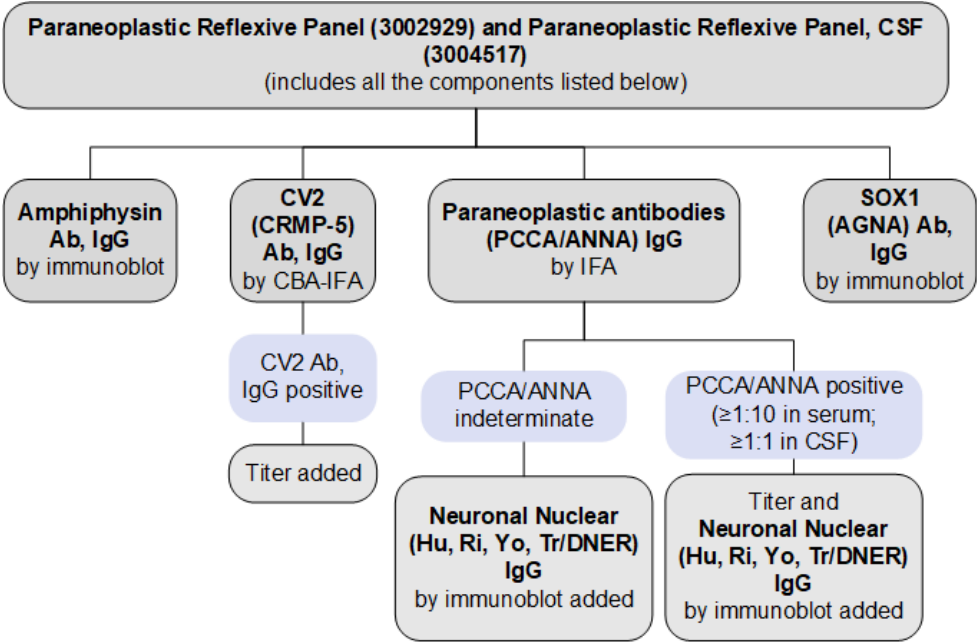 Paraneoplastic Reflexive Panel (3002929) and Paraneoplastic Reflexive Panel, CSF
(3004517)
(includes all the components listed below)
Amphiphysin
Ab, IgG
by immunoblot
CV2
(CRMP-5)
Ab, IgG
by CBA-IFA
Paraneoplastic antibodies
(PCCA/ANNA) IgG
by IFA
SOX1
(AGNA) Ab,
IgG
by immunoblot
CV2 Ab,
IgG positive
PCCA/ANNA
indeterminate
PCCA/ANNA positive
(≥1:10 in serum;
≥1:1 in CSF)
Titer added
Neuronal Nuclear
(Hu, Ri, Yo, Tr/DNER)
IgG
by immunoblot added
Titer and
Neuronal Nuclear
(Hu, Ri, Yo, Tr/DNER)
IgG
by immunoblot added